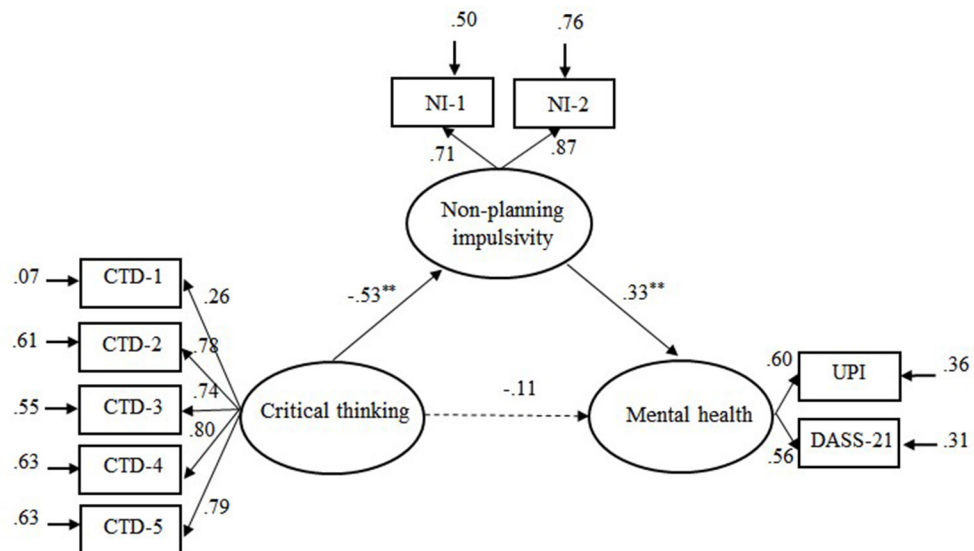 .50
.76
NI-1
NI-2
.71
.87
Non-planning
impulsivity
.07
CTD-1
.26
-.53**
.33**
.61
CTD-2
.78
.60
UPI
.36
.55
CTD-3
.74
Critical thinking
-.11
Mental health
.80
.63
CTD-4
.56
DASS-21
.31
.79
.63
CTD-5